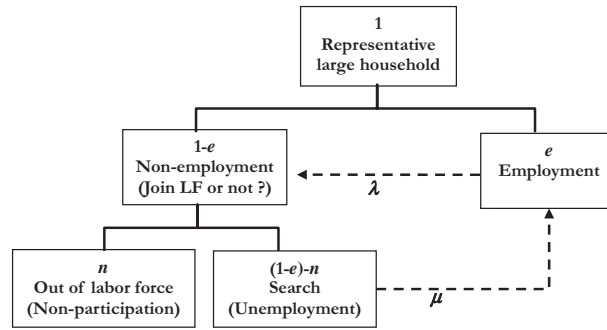 1
Representative
large household
1-e
Non-employment
(Join LF or not ?)
e
Employment
λ
n
Out of labor force
(Non-participation)
(1-e)-n
Search
(Unemployment)
μ